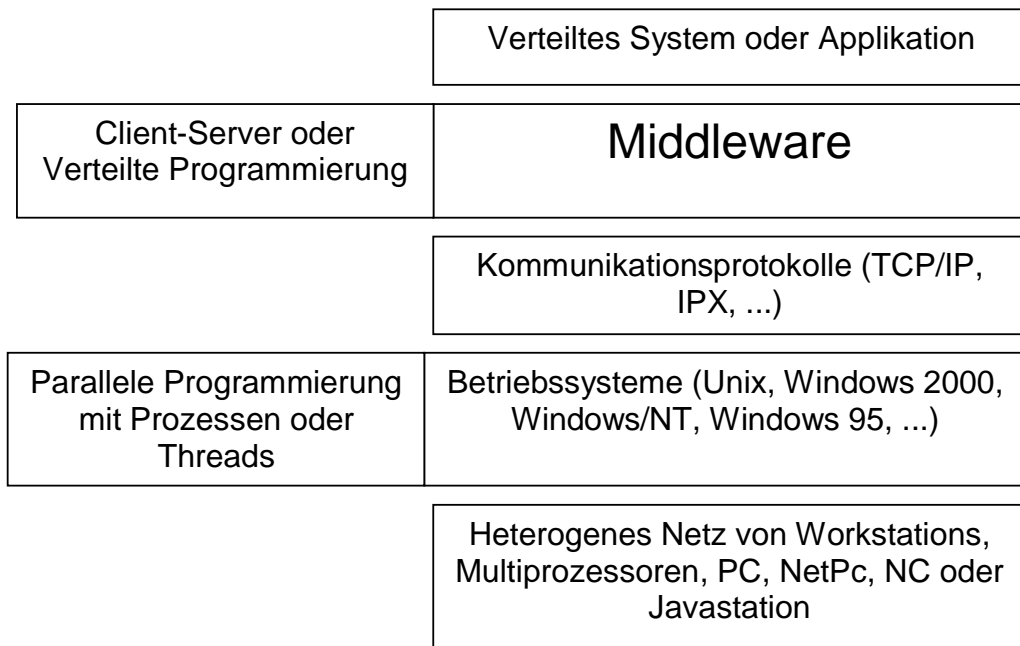 Verteiltes System oder Applikation
Client-Server oder
Verteilte Programmierung
Middleware
Kommunikationsprotokolle (TCP/IP,
IPX, ...)
Parallele Programmierung
mit Prozessen oder
Threads
Betriebssysteme (Unix, Windows 2000,
Windows/NT, Windows 95, ...)
Heterogenes Netz von Workstations,
Multiprozessoren, PC, NetPc, NC oder
Javastation